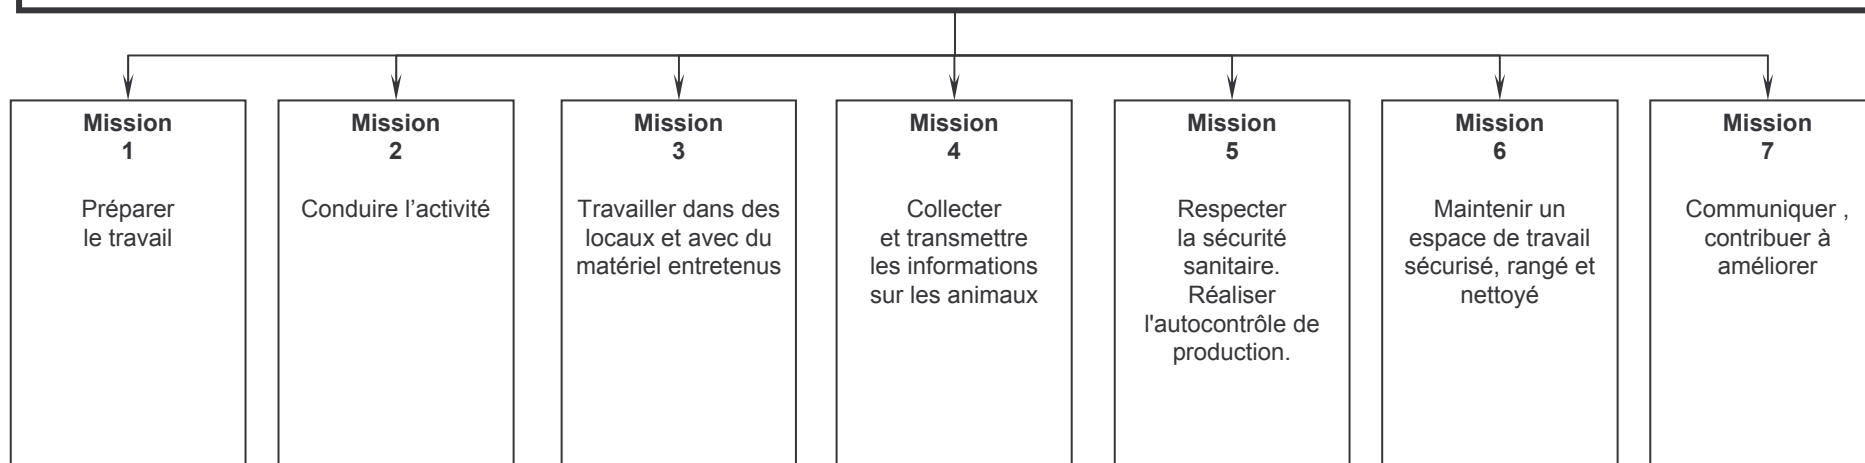 Mission
1
Préparer
le travail
Mission
2
Conduire l’activité
Mission
3
Travailler dans des
locaux et avec du
matériel entretenus
Mission
4
Collecter
et transmettre
les informations
sur les animaux
Mission
5
Respecter
la sécurité
sanitaire.
Réaliser
l'autocontrôle de
production.
Mission
6
Maintenir un
espace de travail
sécurisé, rangé et
nettoyé
Mission
7
Communiquer ,
contribuer à
améliorer